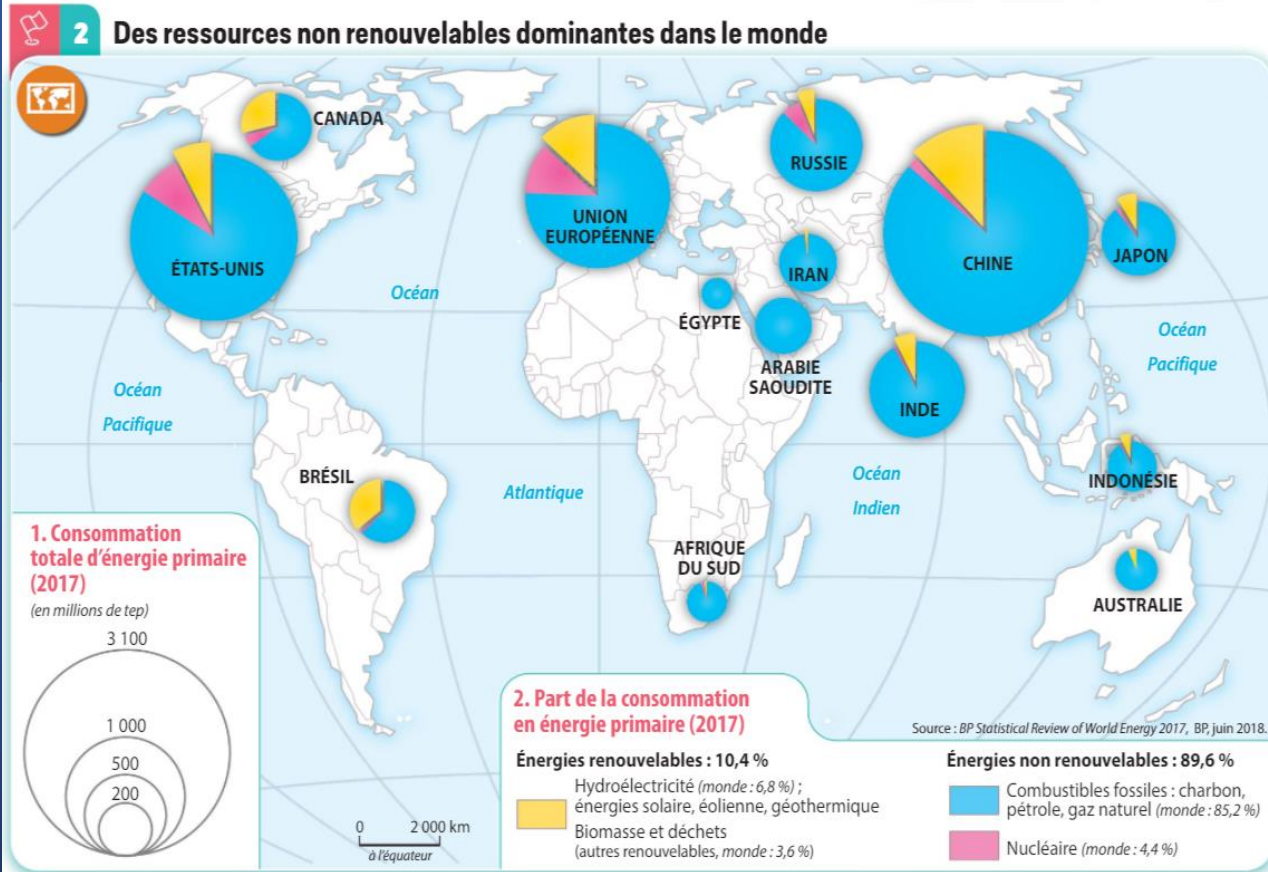 2 Des ressources non renouvelables dominantes dans le monde
CANADA
ÉTATS-UNIS
UNION
EUROPÉENNE
RUSSIE
CHINE
JAPON
IRAN
ÉGYPTE
ARABIE
SAOUDITE
INDE
Océan
Atlantique
Océan
Pacifique
Océan
Pacifique
Océan
Indien
BRÉSIL
AFRIQUE
DU SUD
INDONÉSIE
AUSTRALIE
1. Consommation
totale d'énergie primaire
(2017)
(en millions de tep)
3 100
1 000
500
200
0 2 000 km
à l'équateur
2. Part de la consommation
en énergie primaire (2017)
Énergies renouvelables : 10,4 %
Hydroélectricité (monde : 6,8 %) ;
énergies solaire, éolienne, géothermique
Biomasse et déchets
(autres renouvelables, monde : 3,6 %)
Source : BP Statistical Review of World Energy 2017, BP, juin 2018.
Énergies non renouvelables : 89,6 %
Combustibles fossiles : charbon,
pétrole, gaz naturel (monde : 85,2 %)
Nucléaire (monde : 4,4 %)